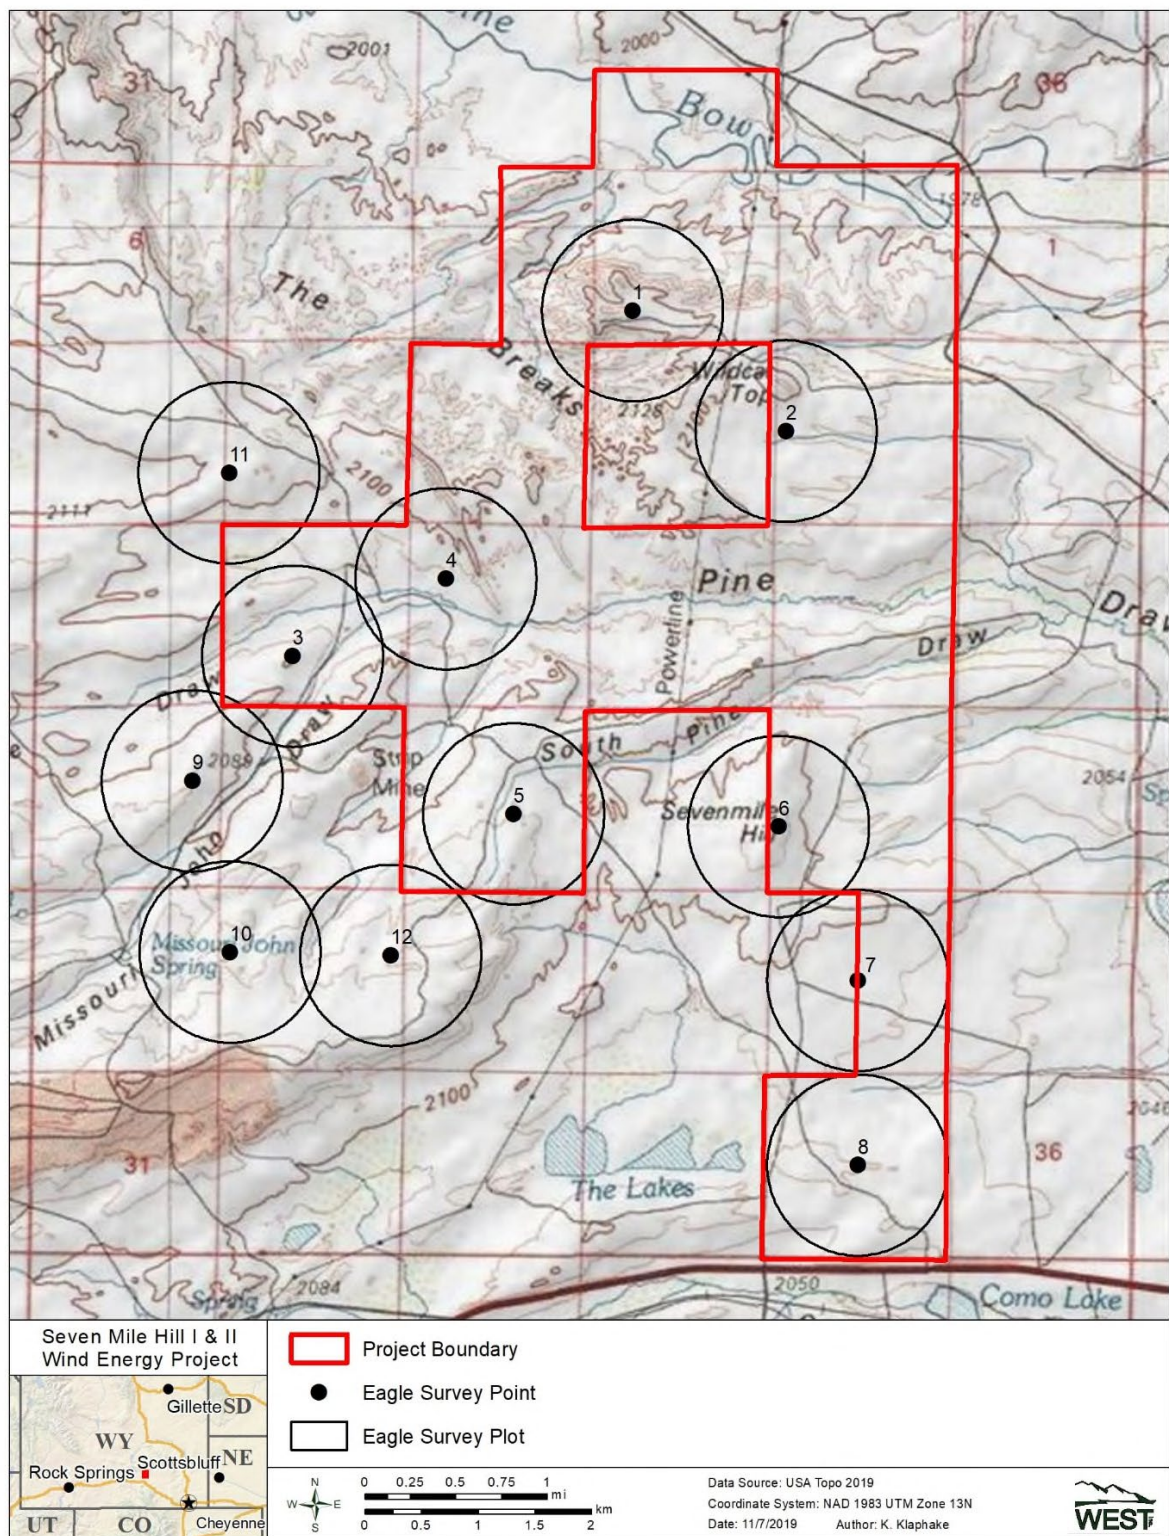 2000
2001
31
36
Bow
1978
6
1
The
1
Breaks
Wildca
Top
2
2128
11
2100
2111
4
Pine
Draw
3
Powerline
Draw
Draw
Draw
South Pine
9
2089
Strip
Mine
5
2054
Sevenmile
Hill
6
John
10
12
Missouri John
Spring
7
Missouri
2100
31
8
36
The Lakes
2084
2050
Spring
Como Lake
Seven Mile Hill I & II
Wind Energy Project
Project Boundary
Eagle Survey Point
Eagle Survey Plot
Gillette
SD
WY
NE
Scottsbluff
Rock Springs
Cheyenne
UT
CO
N
W E
S
0 0.25 0.5 0.75 1
mi
km
0 0.5 1 1.5 2
Data Source: USA Topo 2019
Coordinate System: NAD 1983 UTM Zone 13N
Date: 11/7/2019 Author: K. Klaphake
WEST